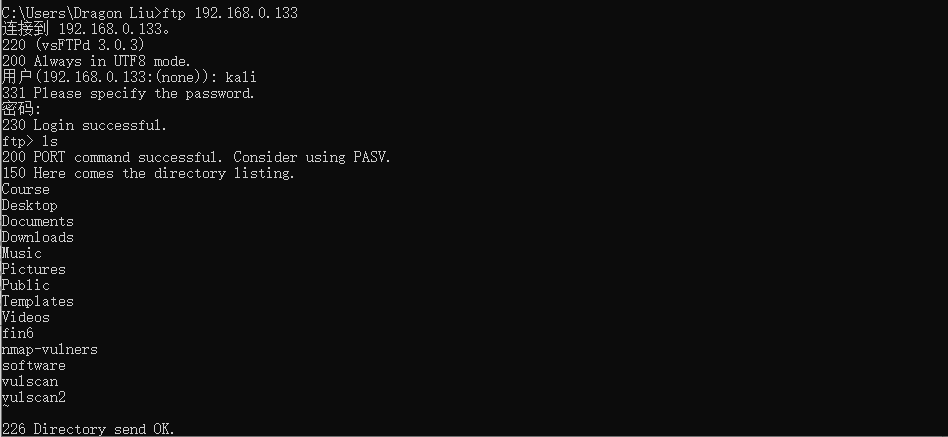 C:\Users\Dragon Liu>ftp 192.168.0.133
连接到 192.168.0.133。
220 (vsFTPd 3.0.3)
200 Always in UTF8 mode.
用户(192.168.0.133:(none)): kali
331 Please specify the password.
密码:
230 Login successful.
ftp> ls
200 PORT command successful. Consider using PASV.
150 Here comes the directory listing.
Course
Desktop
Documents
Downloads
Music
Pictures
Public
Templates
Videos
fin6
nmap-vulners
software
vulscan
vulscan2
~
226 Directory send OK.